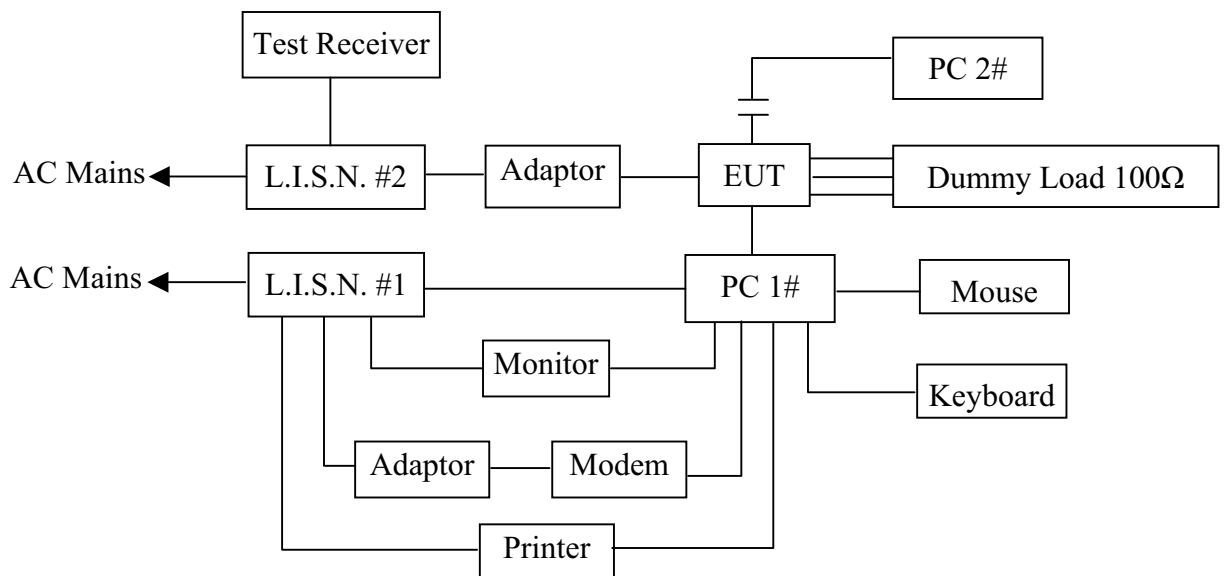 Test Receiver
PC 2#
AC Mains
L.I.S.N. #2
Adaptor
EUT
Dummy Load 100Ω
AC Mains
L.I.S.N. #1
PC 1#
Mouse
Monitor
Keyboard
Adaptor
Modem
Printer